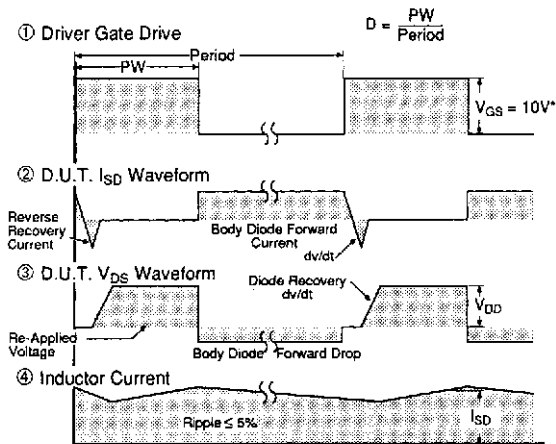 ① Driver Gate Drive
D = PW
Period
Period
PW
V_GS = 10V*
② D.U.T. I_SD Waveform
Reverse
Recovery
Current
Body Diode Forward
Current
dv/dt
③ D.U.T. V_DS Waveform
Diode Recovery
dv/dt
V_DD
Re-Applied
Voltage
Body Diode Forward Drop
④ Inductor Current
Ripple ≤ 5%
I_SD